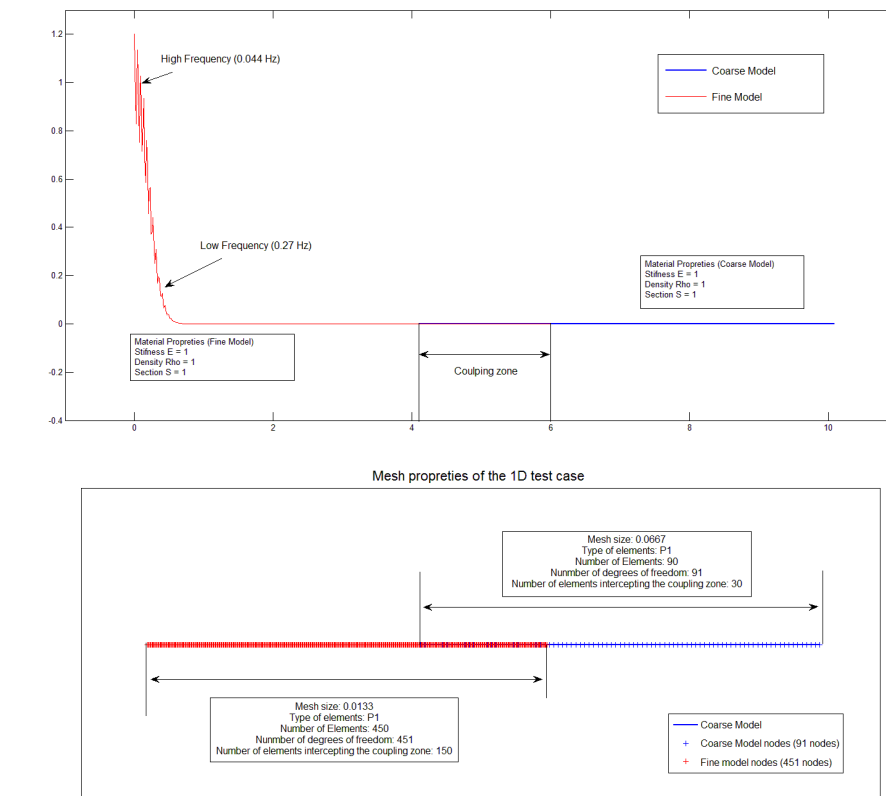 1.2
High Frequency (0.044 Hz)
Coarse Model
1
Fine Model
0.8
0.6
0.4
Low Frequency (0.27 Hz)
Material Propreties (Coarse Model)
Stifness E = 1
Density Rho = 1
Section S = 1
0.2
0
Material Propreties (Fine Model)
Stifness E = 1
Density Rho = 1
Section S = 1
Coulping zone
-0.2
-0.4
0 2 4 6 8 10
Mesh propreties of the 1D test case
Mesh size: 0.0667
Type of elements: P1
Number of Elements: 90
Nunmber of degrees of freedom: 91
Number of elements intercepting the coupling zone: 30
Mesh size: 0.0133
Type of elements: P1
Number of Elements: 450
Nunmber of degrees of freedom: 451
Number of elements intercepting the coupling zone: 150
Coarse Model
Coarse Model nodes (91 nodes)
Fine model nodes (451 nodes)